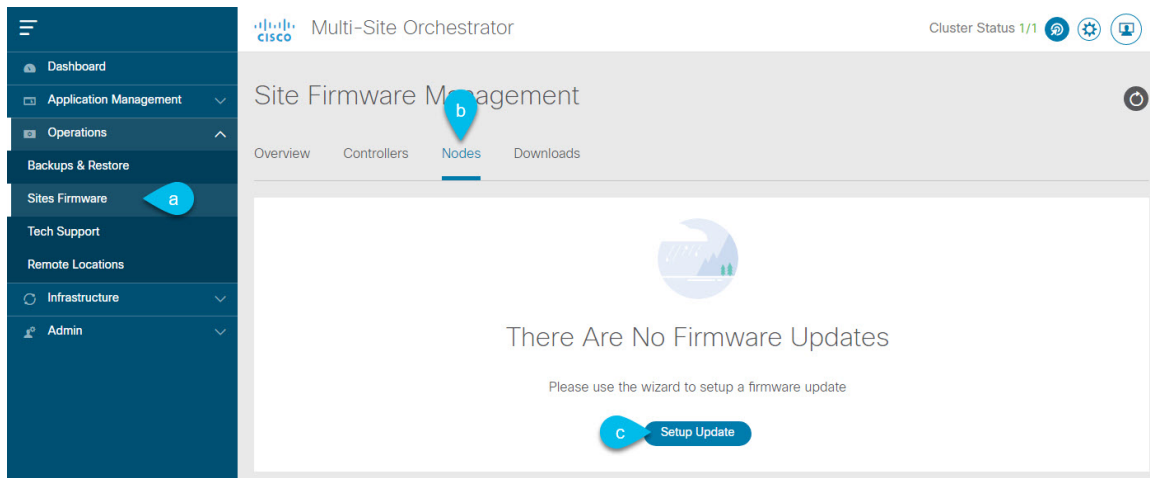 cisco Multi-Site Orchestrator
Cluster Status 1/1
Dashboard
Application Management
Operations
Backups & Restore
Sites Firmware
a
Tech Support
Remote Locations
Infrastructure
Admin
Site Firmware Management
b
Overview Controllers Nodes Downloads
There Are No Firmware Updates
Please use the wizard to setup a firmware update
c
Setup Update